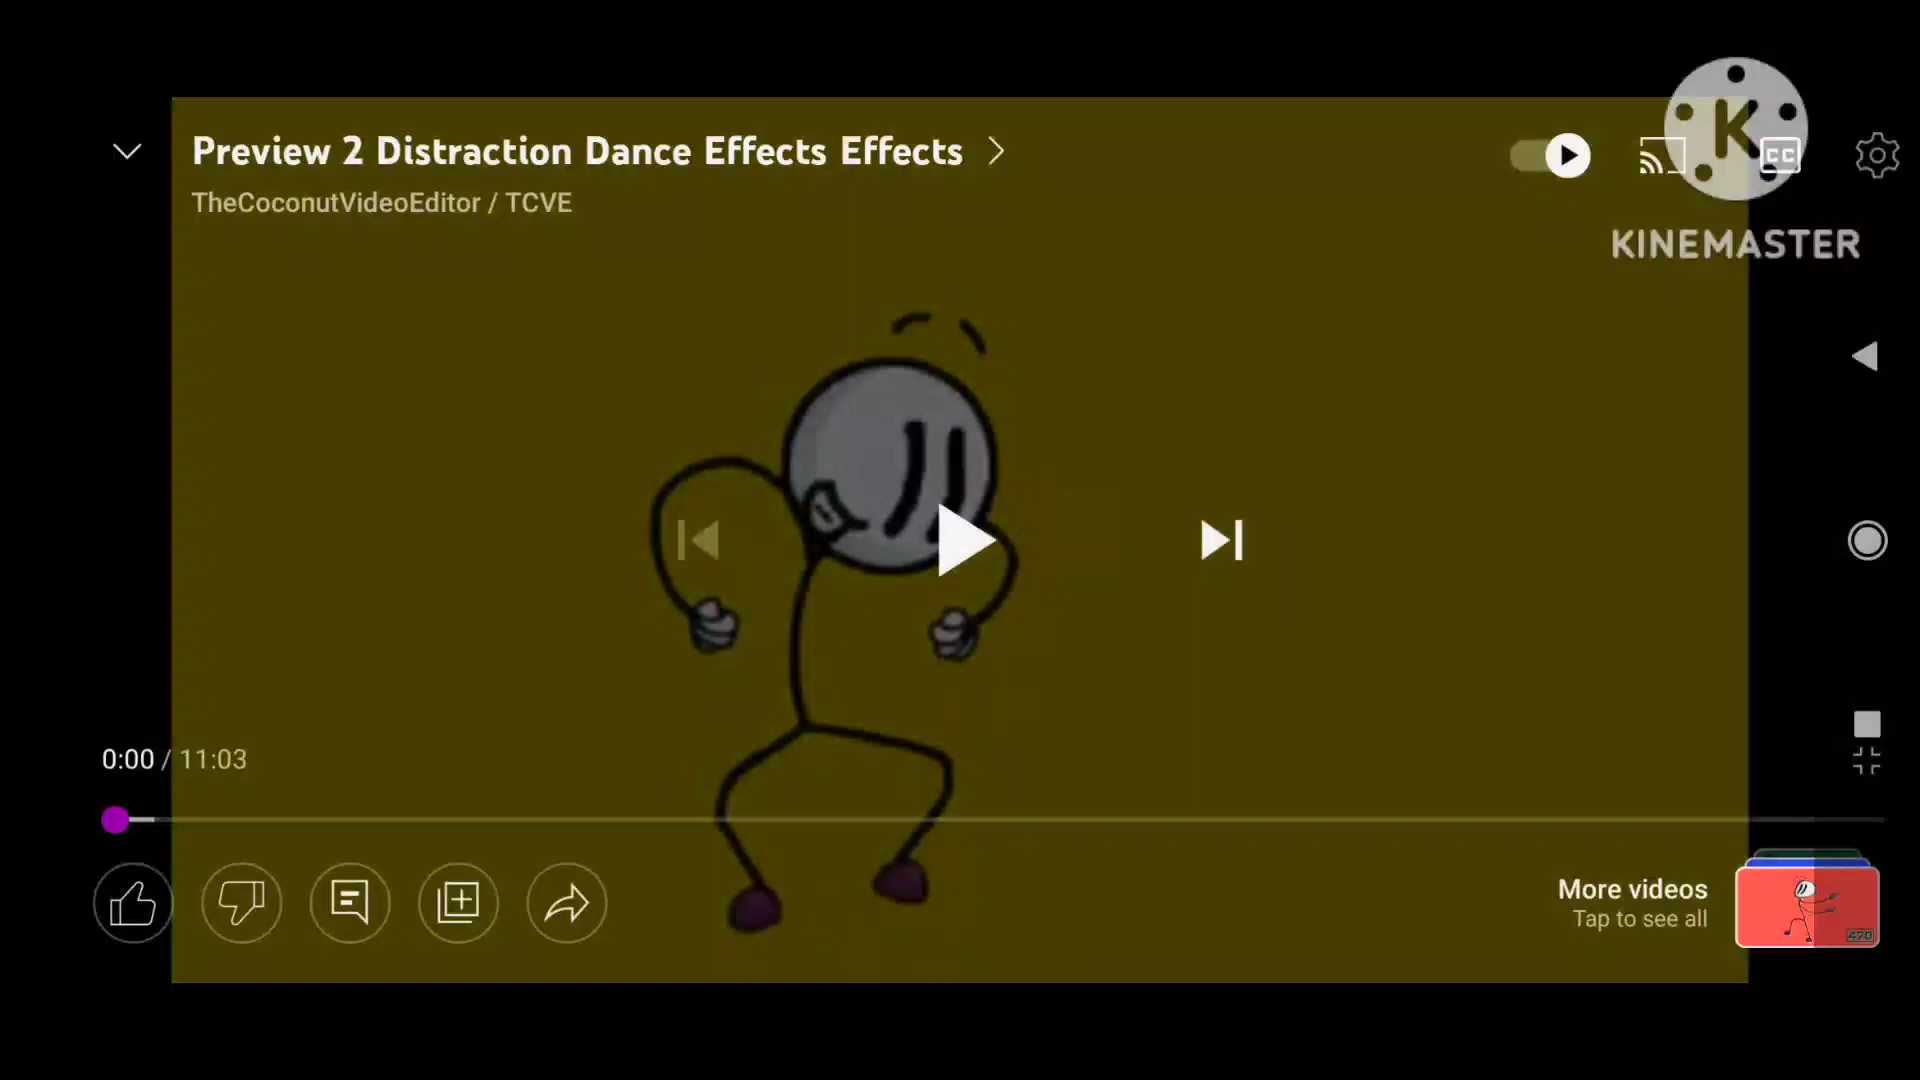 Preview 2 Distraction Dance Effects Effects
TheCoconutVideoEditor / TCVE
K
CC
KINEMASTER
0:00 / 11:03
More videos
Tap to see all